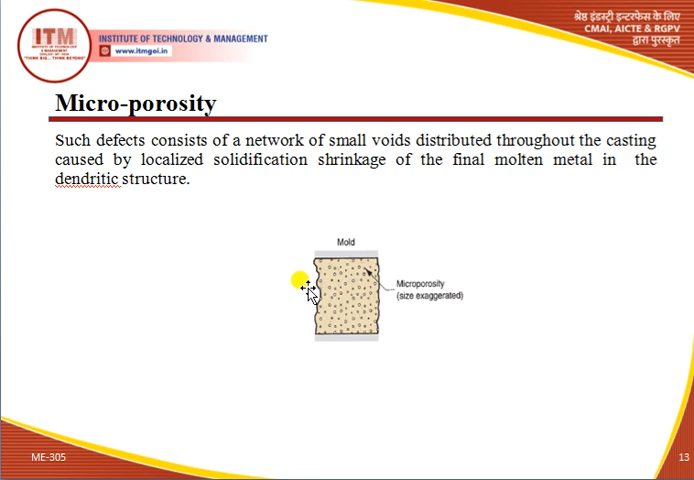 ITM
INSTITUTE OF TECHNOLOGY & MANAGEMENT
www.itmgoi.in
श्रेष्ठ इंडस्ट्री इन्टरफेस के लिए
CMAI, AICTE & RGPV
द्वारा पुरस्कृत
Micro-porosity
Such defects consists of a network of small voids distributed throughout the casting
caused by localized solidification shrinkage of the final molten metal in the
dendritic structure.
Mold
Microporosity
(size exaggerated)
ME-305
13